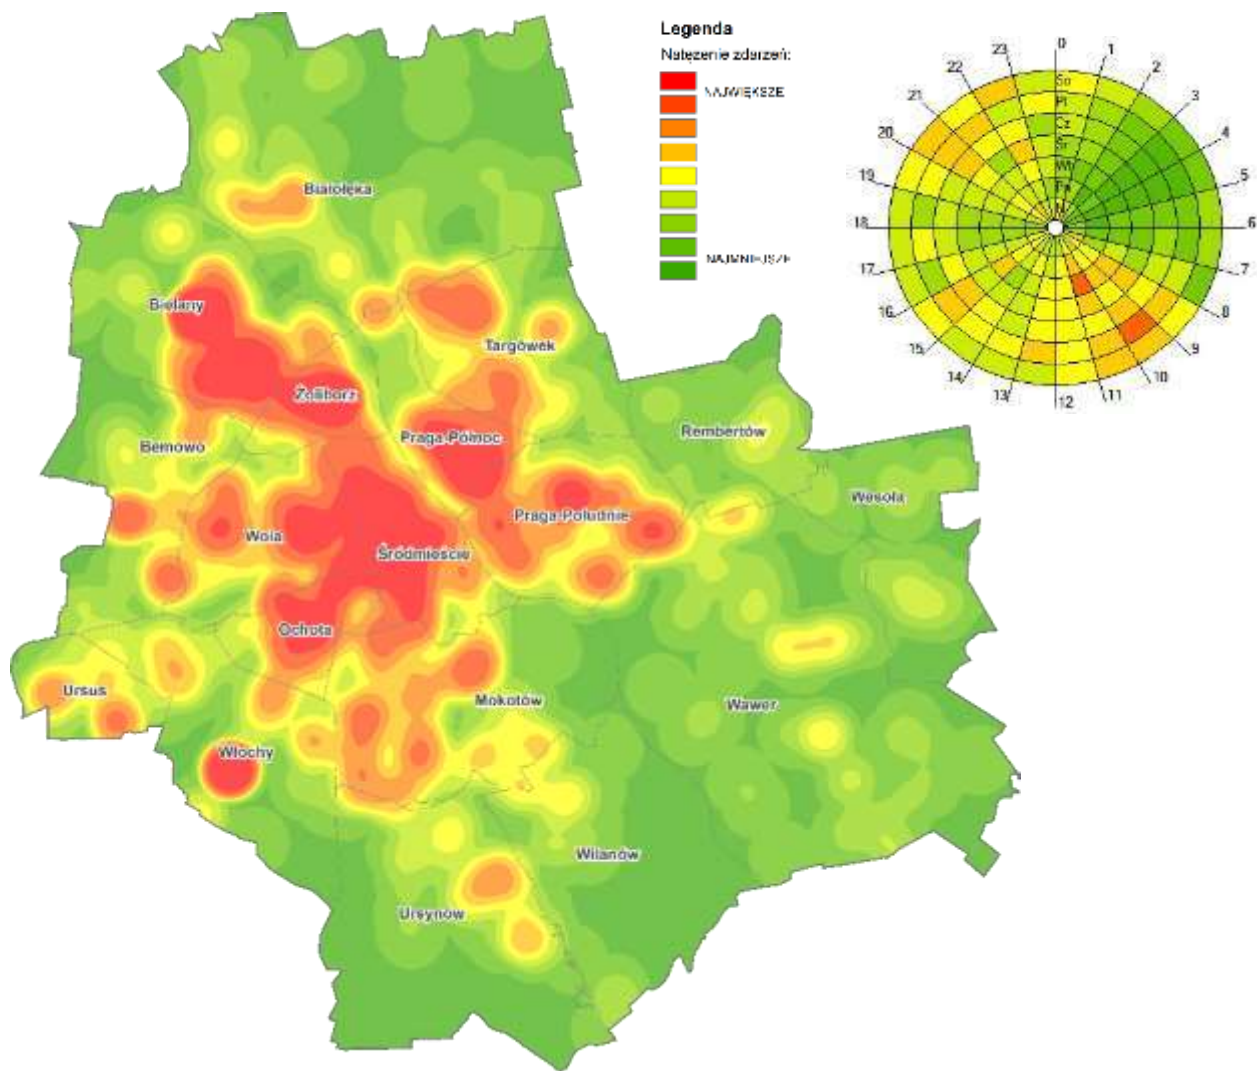 Legenda
Natężenie zdarzeń:
NAJWIĘKSZE
NAJMNIEJSZE
0
1
2
3
4
5
6
7
8
9
10
11
12
13
14
15
16
17
18
19
20
21
22
23
So
Pt
Cz
Śr
Wt
Pn
N
Białołęka
Bielany
Targówek
Żoliborz
Bemowo
Praga-Północ
Rembertów
Wesoła
Praga-Południe
Wola
Śródmieście
Ochota
Ursus
Mokotów
Wawer
Włochy
Wilanów
Ursynów